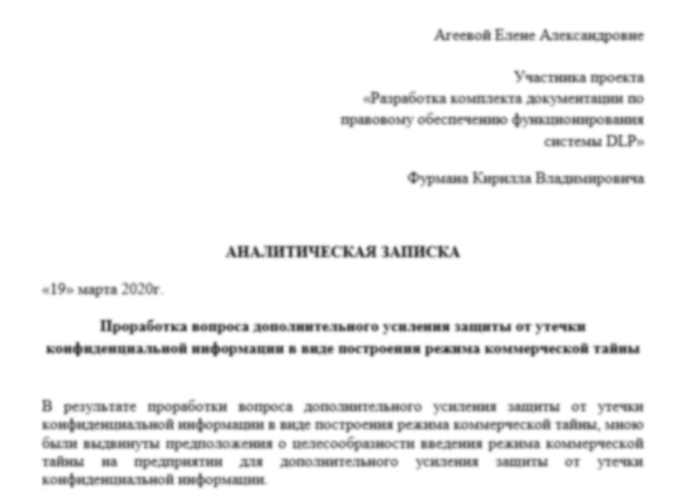 Агеевой Елене Александровне
Участника проекта
«Разработка комплекта документации по
правовому обеспечению функционирования
системы DLP»
Фурмана Кирилла Владимировича
АНАЛИТИЧЕСКАЯ ЗАПИСКА
«19» марта 2020г.
Проработка вопроса дополнительного усиления защиты от утечки
конфиденциальной информации в виде построения режима коммерческой тайны
В результате проработки вопроса дополнительного усиления защиты от утечки
конфиденциальной информации в виде построения режима коммерческой тайны, мною
были выдвинуты предположения о целесообразности введения режима коммерческой
тайны на предприятии для дополнительного усиления защиты от утечки
конфиденциальной информации.